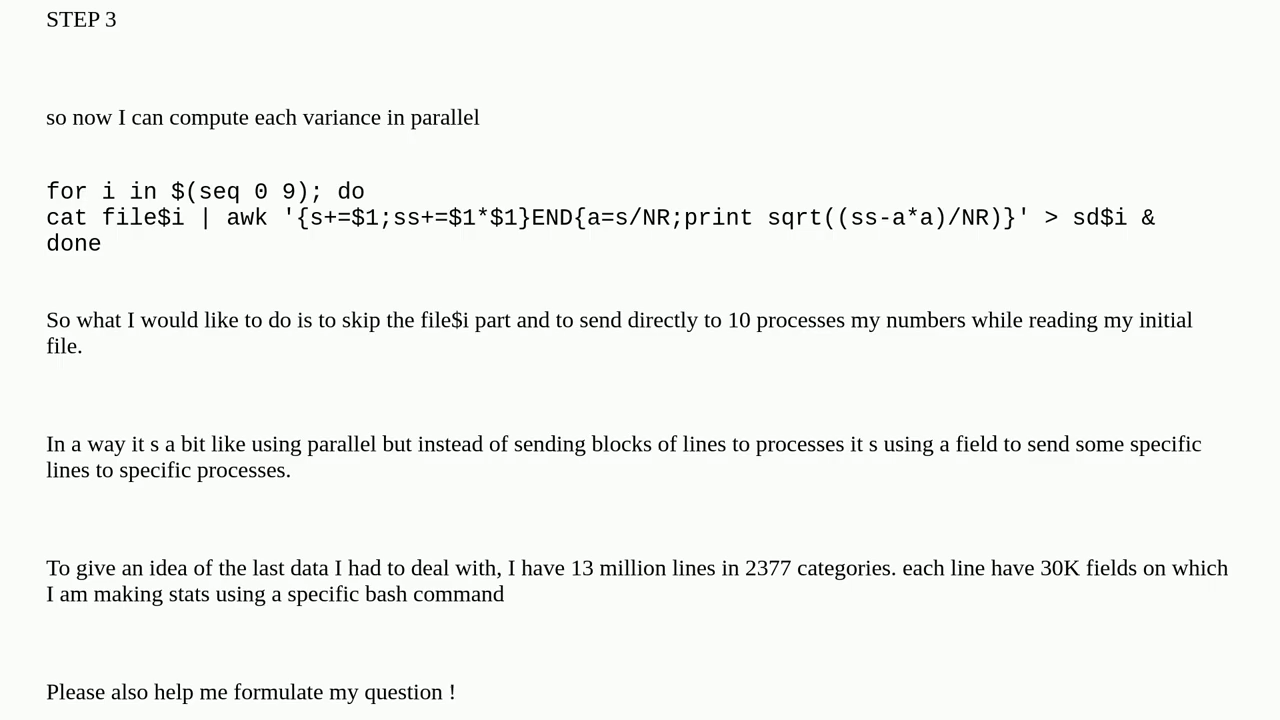 STEP 3
so now I can compute each variance in parallel
for i in $(seq 0 9); do
cat file$i | awk '{s+=$1;ss+=$1*$1}END{a=s/NR;print sqrt((ss-a*a)/NR)}' > sd$i &
done
So what I would like to do is to skip the file$i part and to send directly to 10 processes my numbers while reading my initial
file.
In a way it s a bit like using parallel but instead of sending blocks of lines to processes it s using a field to send some specific
lines to specific processes.
To give an idea of the last data I had to deal with, I have 13 million lines in 2377 categories. each line have 30K fields on which
I am making stats using a specific bash command
Please also help me formulate my question !